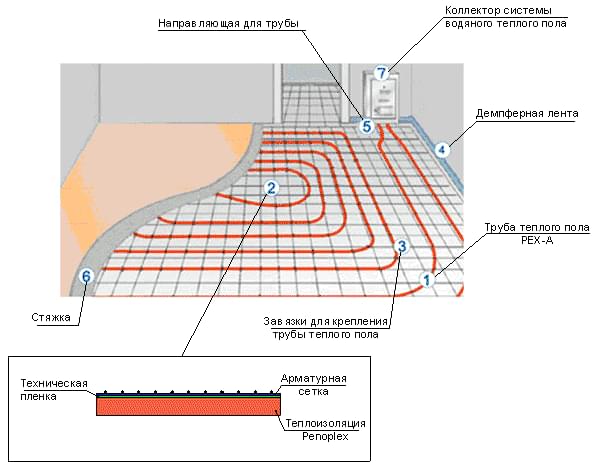 Направляющая для трубы
Коллектор системы
водяного теплого пола
7
5
Демпферная лента
4
2
Труба теплого пола
PEX-A
3
1
6
Стяжка
Завязки для крепления
трубы теплого пола
Техническая
пленка
Арматурная
сетка
Теплоизоляция
Penoplex